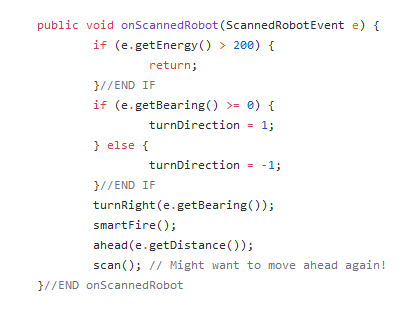 public void onScannedRobot(ScannedRobotEvent e) {
if (e.getEnergy() > 200) {
return;
}//END IF
if (e.getBearing() >= 0) {
turnDirection = 1;
} else {
turnDirection = -1;
}//END IF
turnRight(e.getBearing());
smartFire();
ahead(e.getDistance());
scan(); // Might want to move ahead again!
}//END onScannedRobot